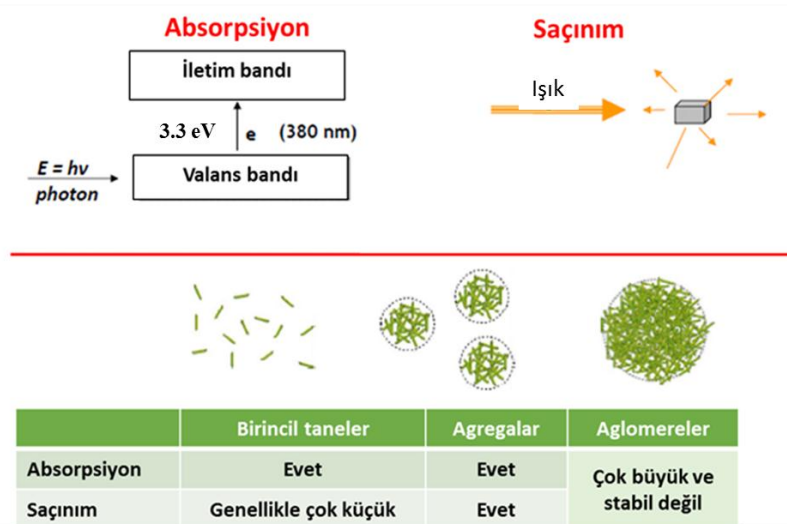 Absorpsiyon
İletim bandı
3.3 eV e (380 nm)
E = hv
photon
Valans bandı
Saçınım
Işık
Birincil taneler Agregalar Aglomereler
Absorpsiyon Evet Evet Çok büyük ve stabil değil
Saçınım Genellikle çok küçük Evet